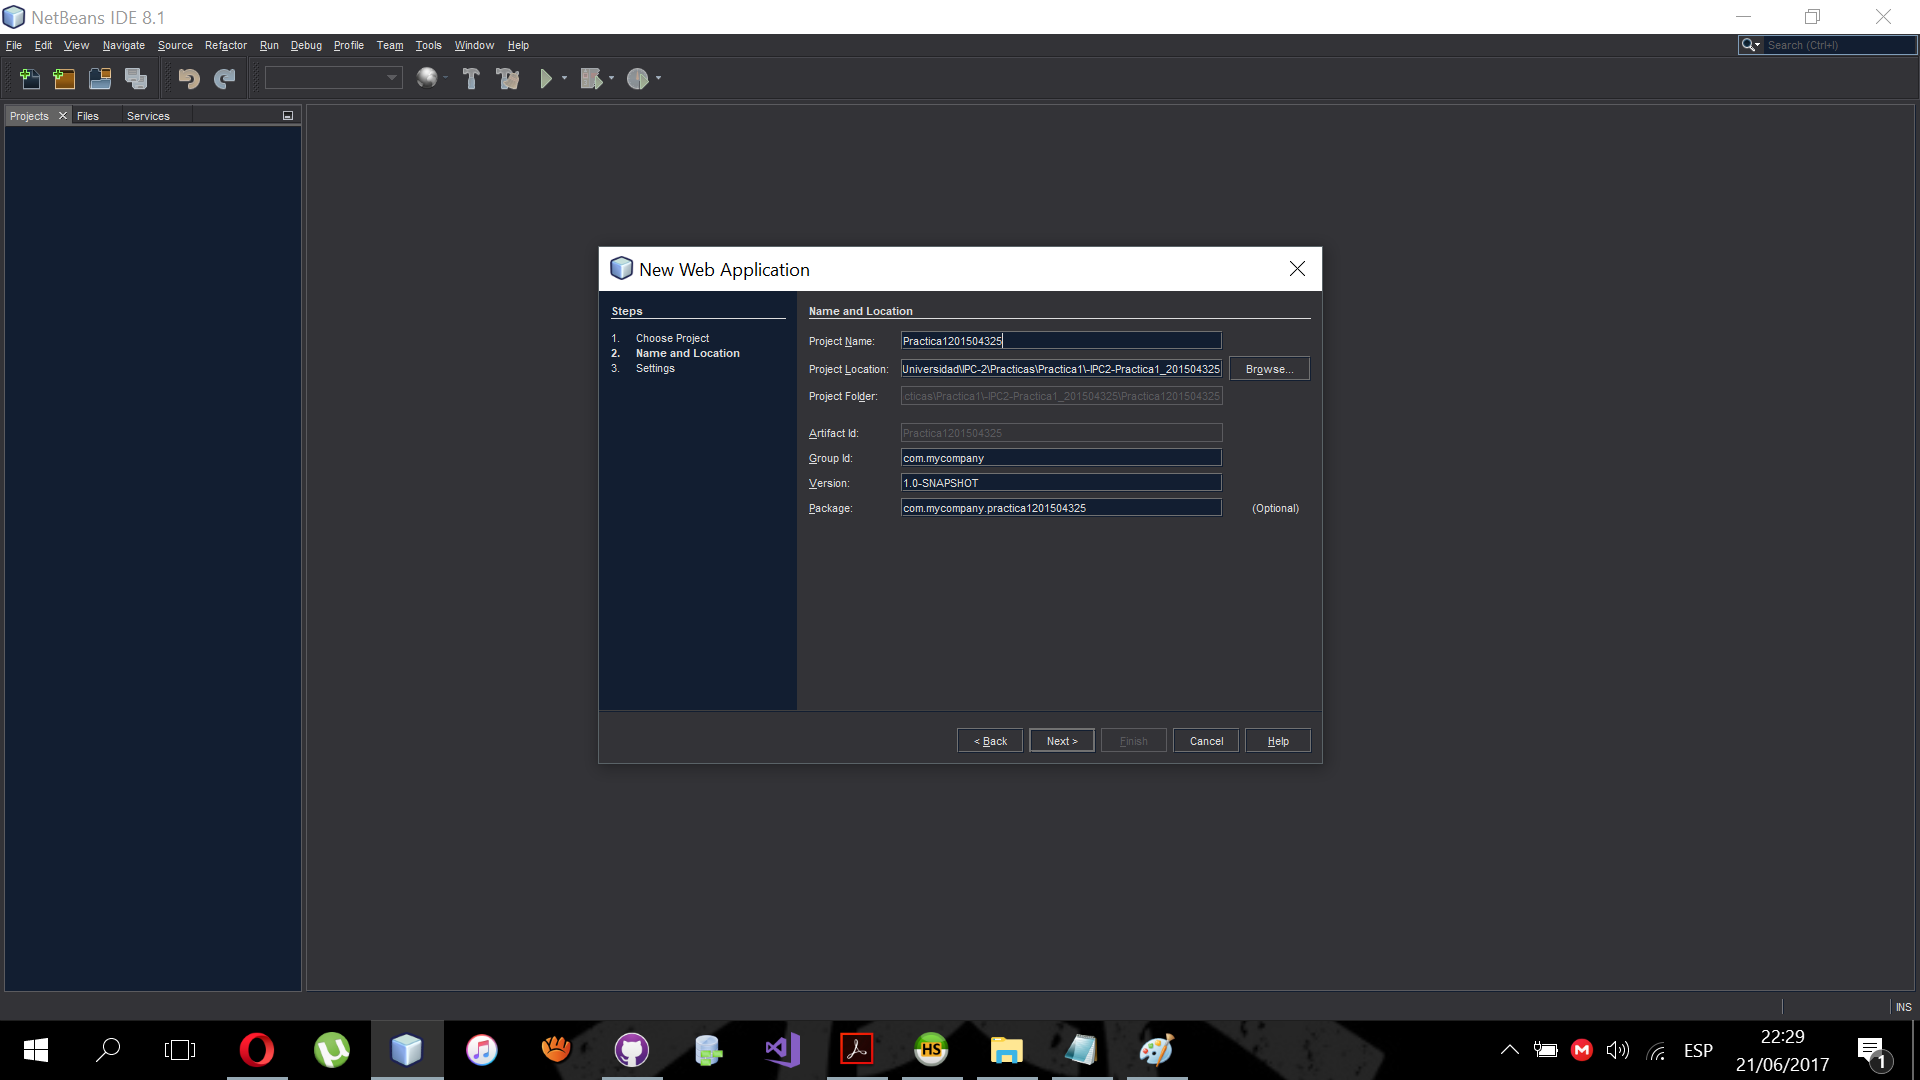 NetBeans IDE 8.1
File Edit View Navigate Source Refactor Run Debug Profile Team Tools Window Help
Search (Ctrl+I)
Projects Files Services
New Web Application
Steps
1. Choose Project
2. Name and Location
3. Settings
Name and Location
Project Name: Practica1201504325
Project Location: Universidad\IPC-2\Practicas\Practica1\-IPC2-Practica1_201504325 Browse...
Project Folder: cticas\Practica1\-IPC2-Practica1_201504325\Practica1201504325
Artifact Id: Practica1201504325
Group Id: com.mycompany
Version: 1.0-SNAPSHOT
Package: com.mycompany.practica1201504325 (Optional)
< Back Next > Finish Cancel Help
INS
HS
M
ESP
22:29
21/06/2017
1